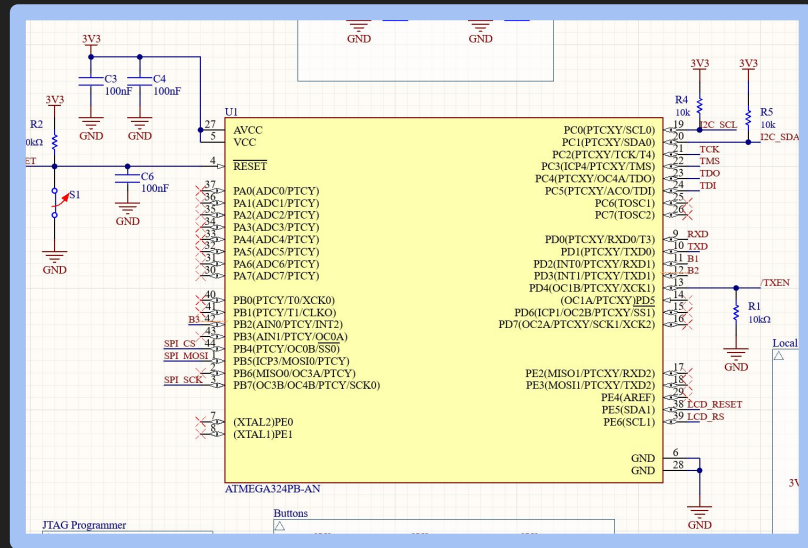 GND
GND
3V3
C3
100nF
C4
100nF
GND
GND
3V3
R2
0kΩ
ET
C6
100nF
GND
S1
GND
3V3
3V3
R4
10k
R5
10k
U1
27
AVCC
5
VCC
4
RESET
37
PA0(ADC0/PTCY)
36
PA1(ADC1/PTCY)
35
PA2(ADC2/PTCY)
34
PA3(ADC3/PTCY)
33
PA4(ADC4/PTCY)
32
PA5(ADC5/PTCY)
31
PA6(ADC6/PTCY)
30
PA7(ADC7/PTCY)
40
PB0(PTCY/T0/XCK0)
41
PB1(PTCY/T1/CLKO)
B3
42
PB2(AIN0/PTCY/INT2)
43
PB3(AIN1/PTCY/OC0A)
SPI_CS
44
PB4(PTCY/OC0B/SS0)
SPI_MOSI
1
PB5(ICP3/MOSI0/PTCY)
2
PB6(MISO0/OC3A/PTCY)
SPI_SCK
3
PB7(OC3B/OC4B/PTCY/SCK0)
7
(XTAL2)PE0
8
(XTAL1)PE1
PC0(PTCXY/SCL0)
19
I2C_SCL
PC1(PTCXY/SDA0)
20
I2C_SDA
PC2(PTCXY/TCK/T4)
21
TCK
PC3(ICP4/PTCXY/TMS)
22
TMS
PC4(PTCXY/OC4A/TDO)
23
TDO
PC5(PTCXY/ACO/TDI)
24
TDI
PC6(TOSC1)
25
PC7(TOSC2)
26
PD0(PTCXY/RXD0/T3)
9
RXD
PD1(PTCXY/TXD0)
10
TXD
PD2(INT0/PTCXY/RXD1)
11
B1
PD3(INT1/PTCXY/TXD1)
12
B2
PD4(OC1B/PTCXY/XCK1)
13
/TXEN
(OC1A/PTCXY)PD5
14
PD6(ICP1/OC2B/PTCXY/SS1)
15
PD7(OC2A/PTCXY/SCK1/XCK2)
16
R1
10kΩ
GND
PE2(MISO1/PTCXY/RXD2)
17
PE3(MOSI1/PTCXY/TXD2)
18
PE4(AREF)
29
PE5(SDA1)
38
LCD_RESET
PE6(SCL1)
39
LCD_RS
GND
6
GND
28
GND
ATMEGA324PB-AN
Local
3V
JTAG Programmer
Buttons